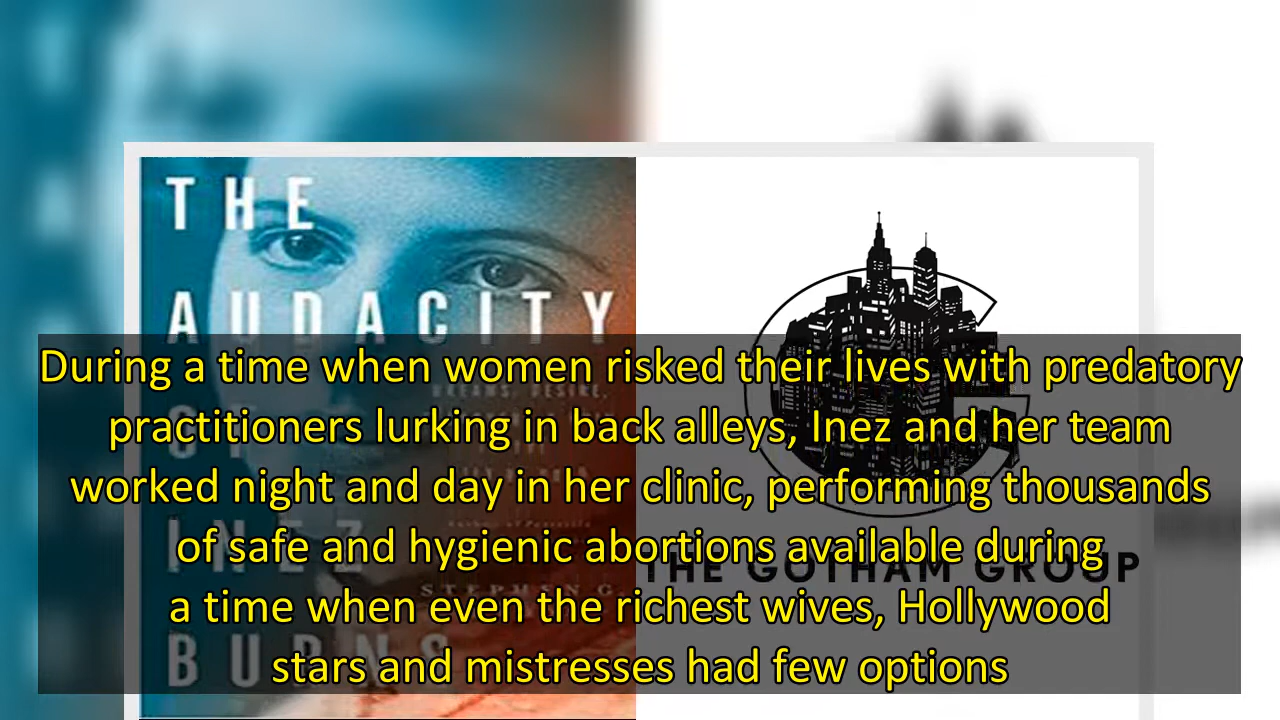 THE
AUDACITY
During a time when women risked their lives with predatory
practitioners lurking in back alleys, Inez and her team
worked night and day in her clinic, performing thousands
of safe and hygienic abortions available during
a time when even the richest wives, Hollywood
stars and mistresses had few options
OF
INEZ
BURNS
STEPHEN G.
THE GOTHAM GROUP